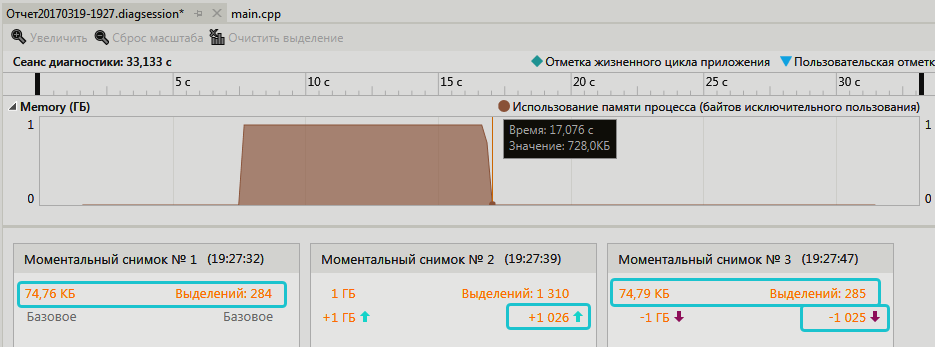 Отчет20170319-1927.diagsession* main.cpp
Увеличить Сброс масштаба Очистить выделение
Сеанс диагностики: 33,133 с Отметка жизненного цикла приложения Пользовательская отметк
5 с 10 с 15 с 20 с 25 с 30 с
Memory (ГБ) Использование памяти процесса (байтов исключительного пользования)
1 1
Время: 17,076 с
Значение: 728,0КБ
0 0
Моментальный снимок № 1 (19:27:32) Моментальный снимок № 2 (19:27:39) Моментальный снимок № 3 (19:27:47)
74,76 КБ Выделений: 284 1 ГБ Выделений: 1 310 74,79 КБ Выделений: 285
Базовое Базовое +1 ГБ +1 026 -1 ГБ -1 025